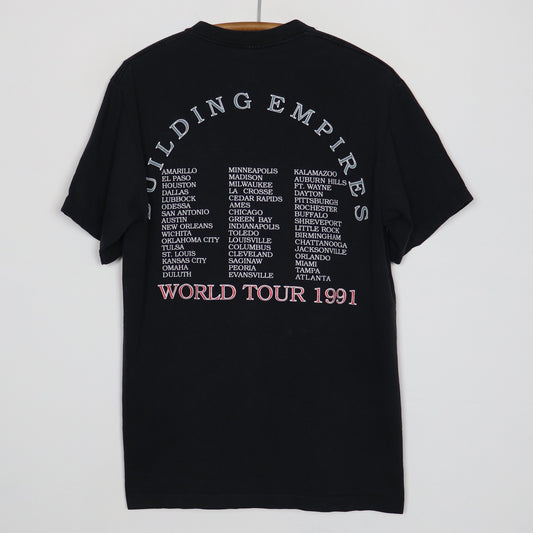 BUILDING EMPIRES
AMARILLO
EL PASO
HOUSTON
DALLAS
LUBBOCK
ODESSA
SAN ANTONIO
AUSTIN
NEW ORLEANS
WICHITA
OKLAHOMA CITY
TULSA
ST. LOUIS
KANSAS CITY
OMAHA
DULUTH
MINNEAPOLIS
MADISON
MILWAUKEE
LA CROSSE
CEDAR RAPIDS
AMES
CHICAGO
GREEN BAY
INDIANAPOLIS
TOLEDO
LOUISVILLE
COLUMBUS
CLEVELAND
SAGINAW
PEORIA
EVANSVILLE
KALAMAZOO
AUBURN HILLS
FT. WAYNE
DAYTON
PITTSBURGH
ROCHESTER
BUFFALO
SHREVEPORT
LITTLE ROCK
BIRMINGHAM
CHATTANOOGA
JACKSONVILLE
ORLANDO
MIAMI
TAMPA
ATLANTA
WORLD TOUR 1991